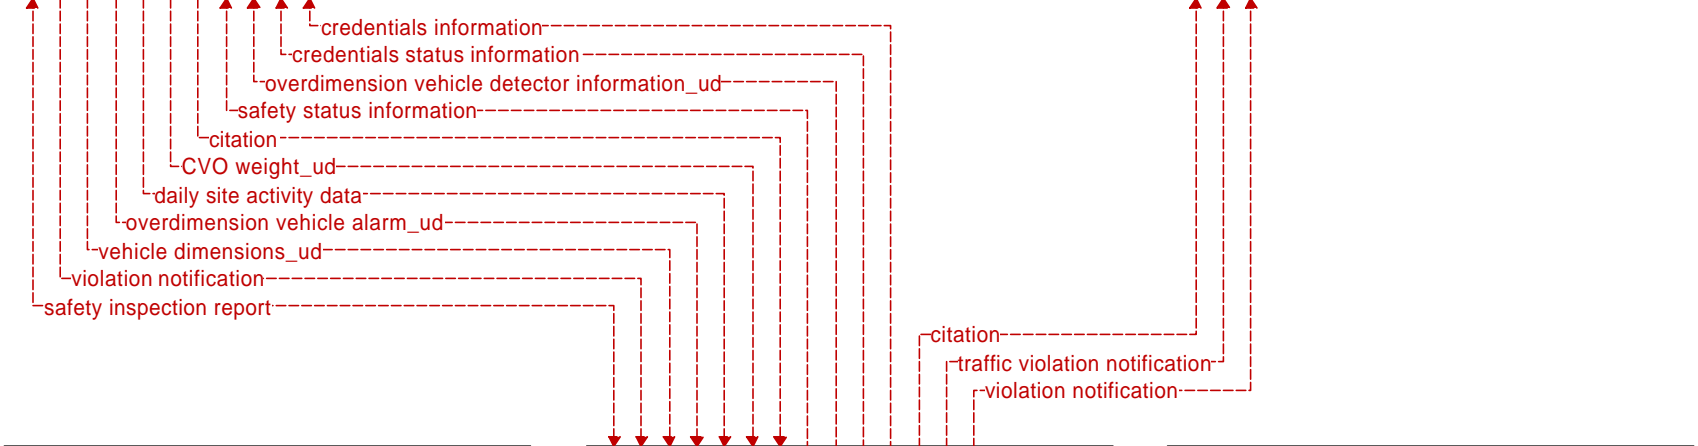 credentials information
credentials status information
overdimension vehicle detector information_ud
safety status information
citation
CVO weight_ud
daily site activity data
overdimension vehicle alarm_ud
vehicle dimensions_ud
violation notification
safety inspection report
citation
traffic violation notification
violation notification